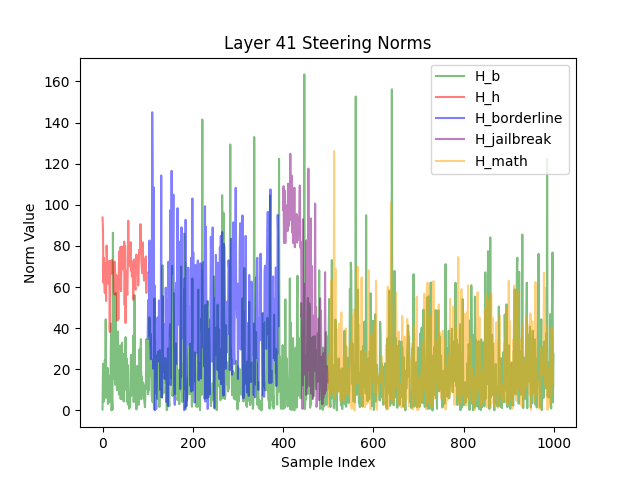 Layer 41 Steering Norms
Norm Value
160
140
120
100
80
60
40
20
0
H_b
H_h
H_borderline
H_jailbreak
H_math
0
200
400
600
800
1000
Sample Index